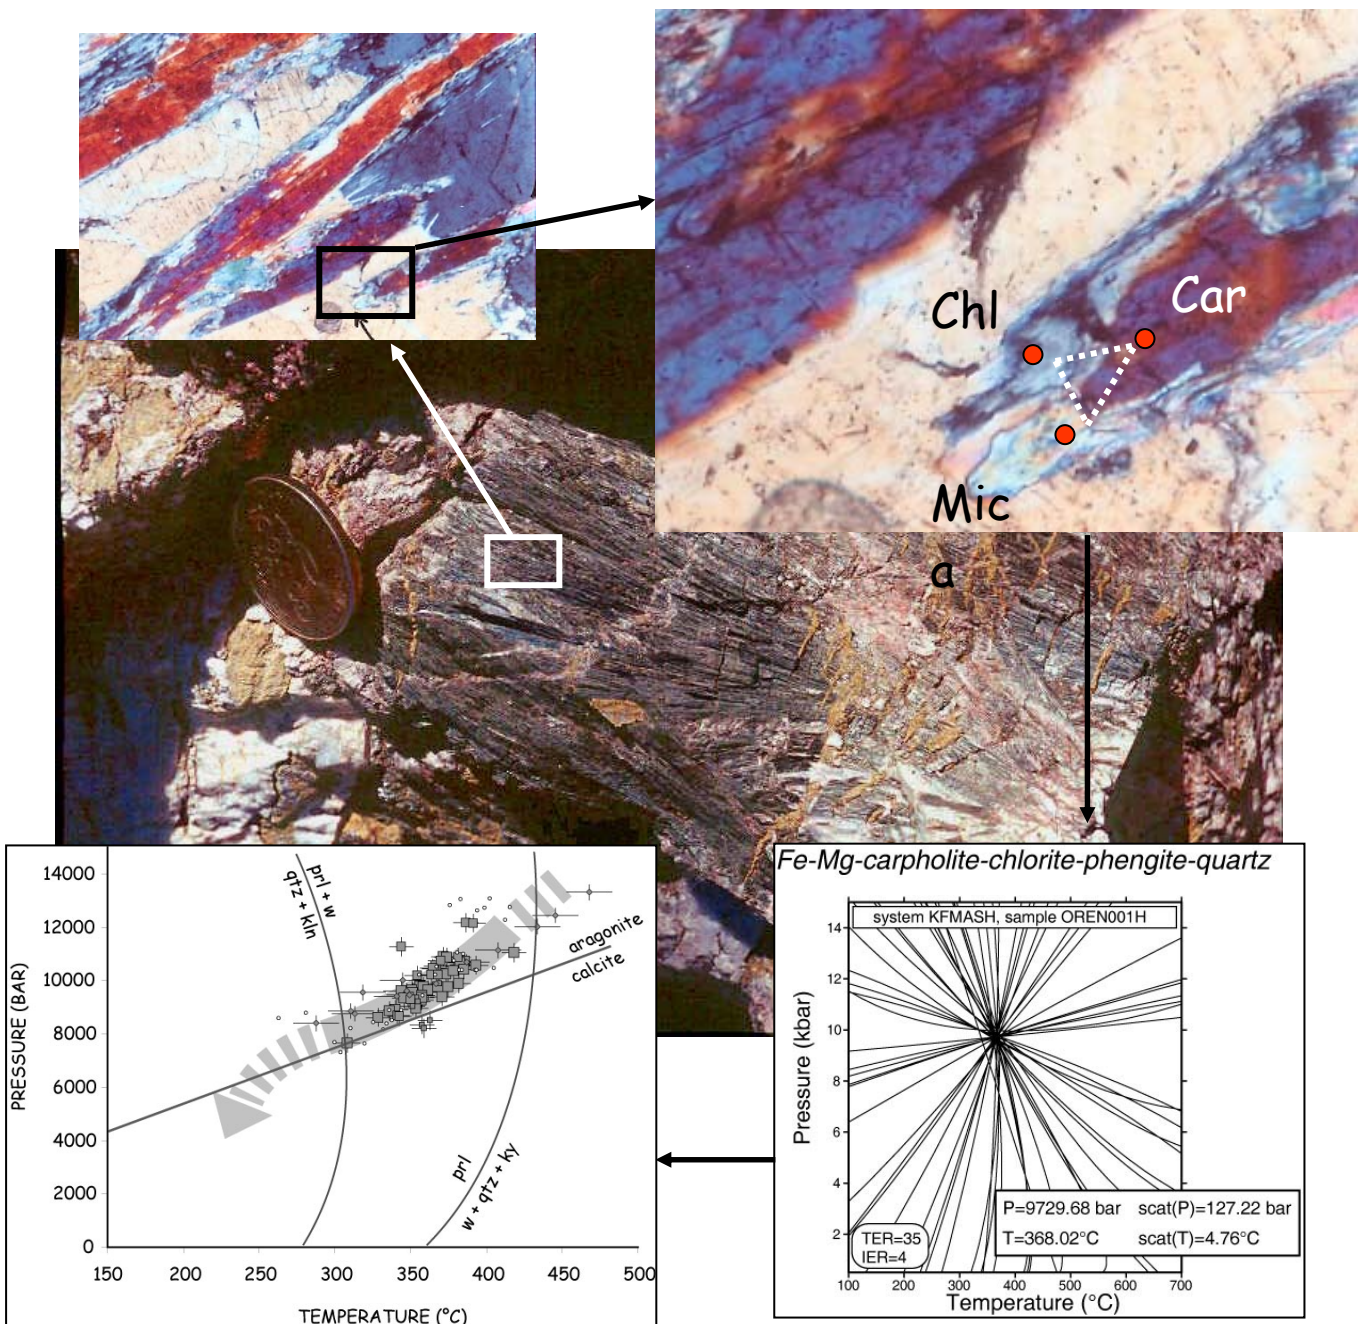 Chl
Car
Mic
a
14000
12000
10000
8000
6000
4000
2000
0
PRESSURE (BAR)
prl + w
qtz + kln
aragonite
calcite
prl
w + qtz + ky
150
200
250
300
350
400
450
500
TEMPERATURE (°C)
Fe-Mg-carpholite-chlorite-phengite-quartz
system KFMASH, sample OREN001H
14
12
10
8
6
4
2
Pressure (kbar)
P=9729.68 bar scat(P)=127.22 bar
T=368.02°C scat(T)=4.76°C
TER=35
IER=4
100
200
300
400
500
600
700
Temperature (°C)